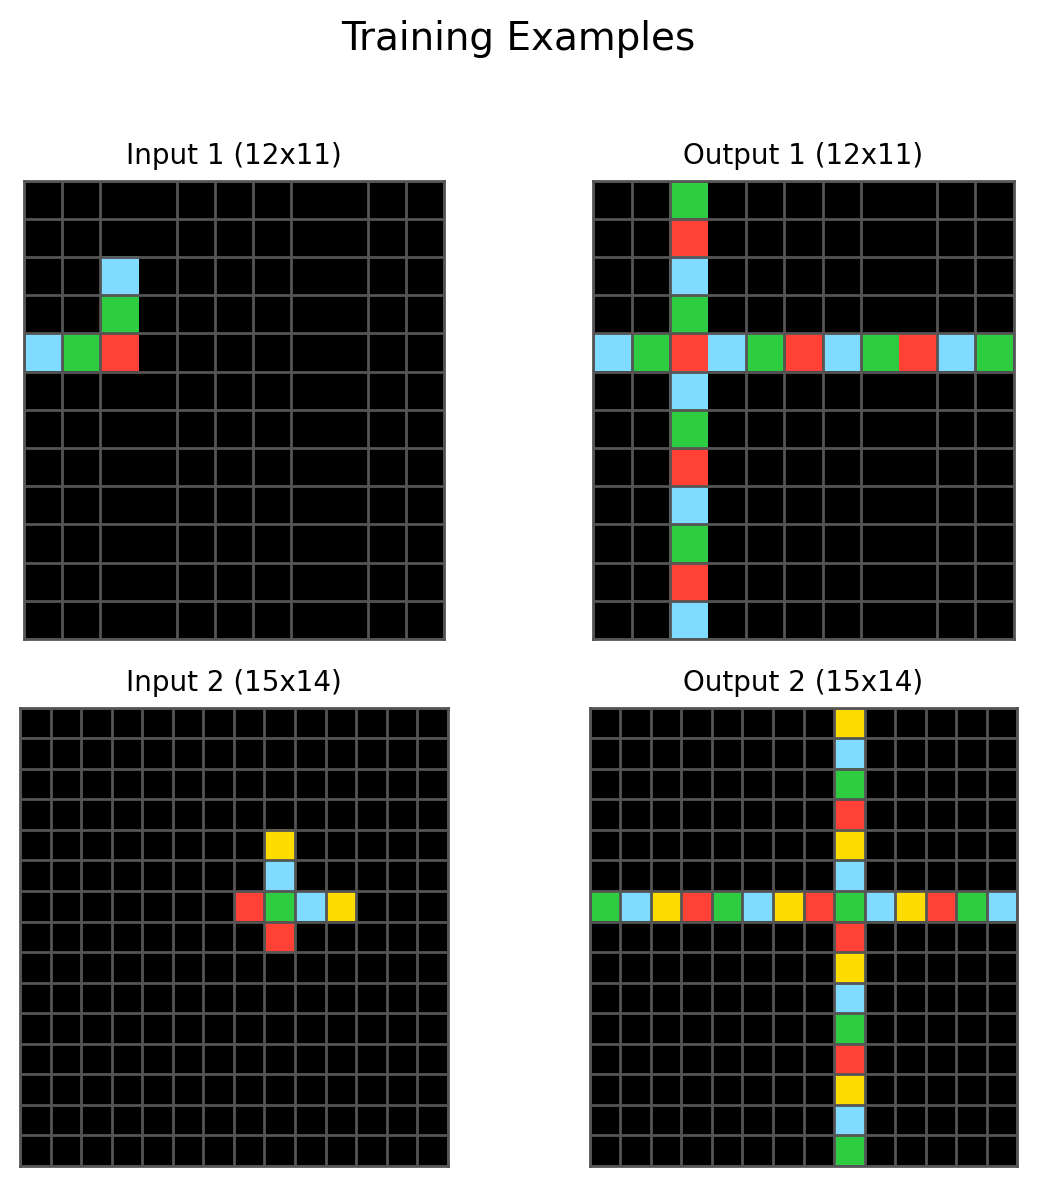 Training Examples
Input 1 (12x11)
Output 1 (12x11)
Input 2 (15x14)
Output 2 (15x14)